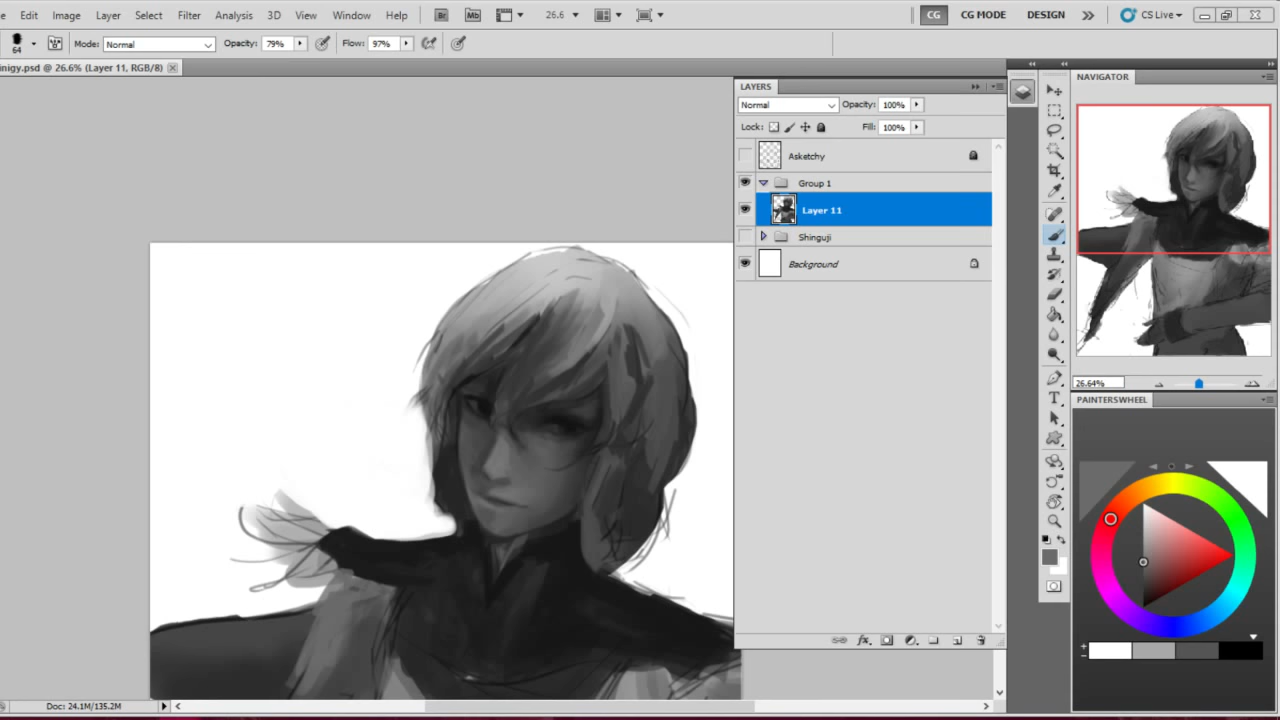 Edit Image Layer Select Filter Analysis 3D View Window Help Br Mb 26.6 CG CG MODE DESIGN CS Live
64 Mode: Normal Opacity: 79% Flow: 97%
inigy.psd @ 26.6% (Layer 11, RGB/8)
LAYERS
Normal Opacity: 100%
Lock: Fill: 100%
Asketchy
Group 1
Layer 11
Shinguji
Background
fx
T
NAVIGATOR
26.64%
PAINTERSWHEEL
Doc: 24.1M/135.2M